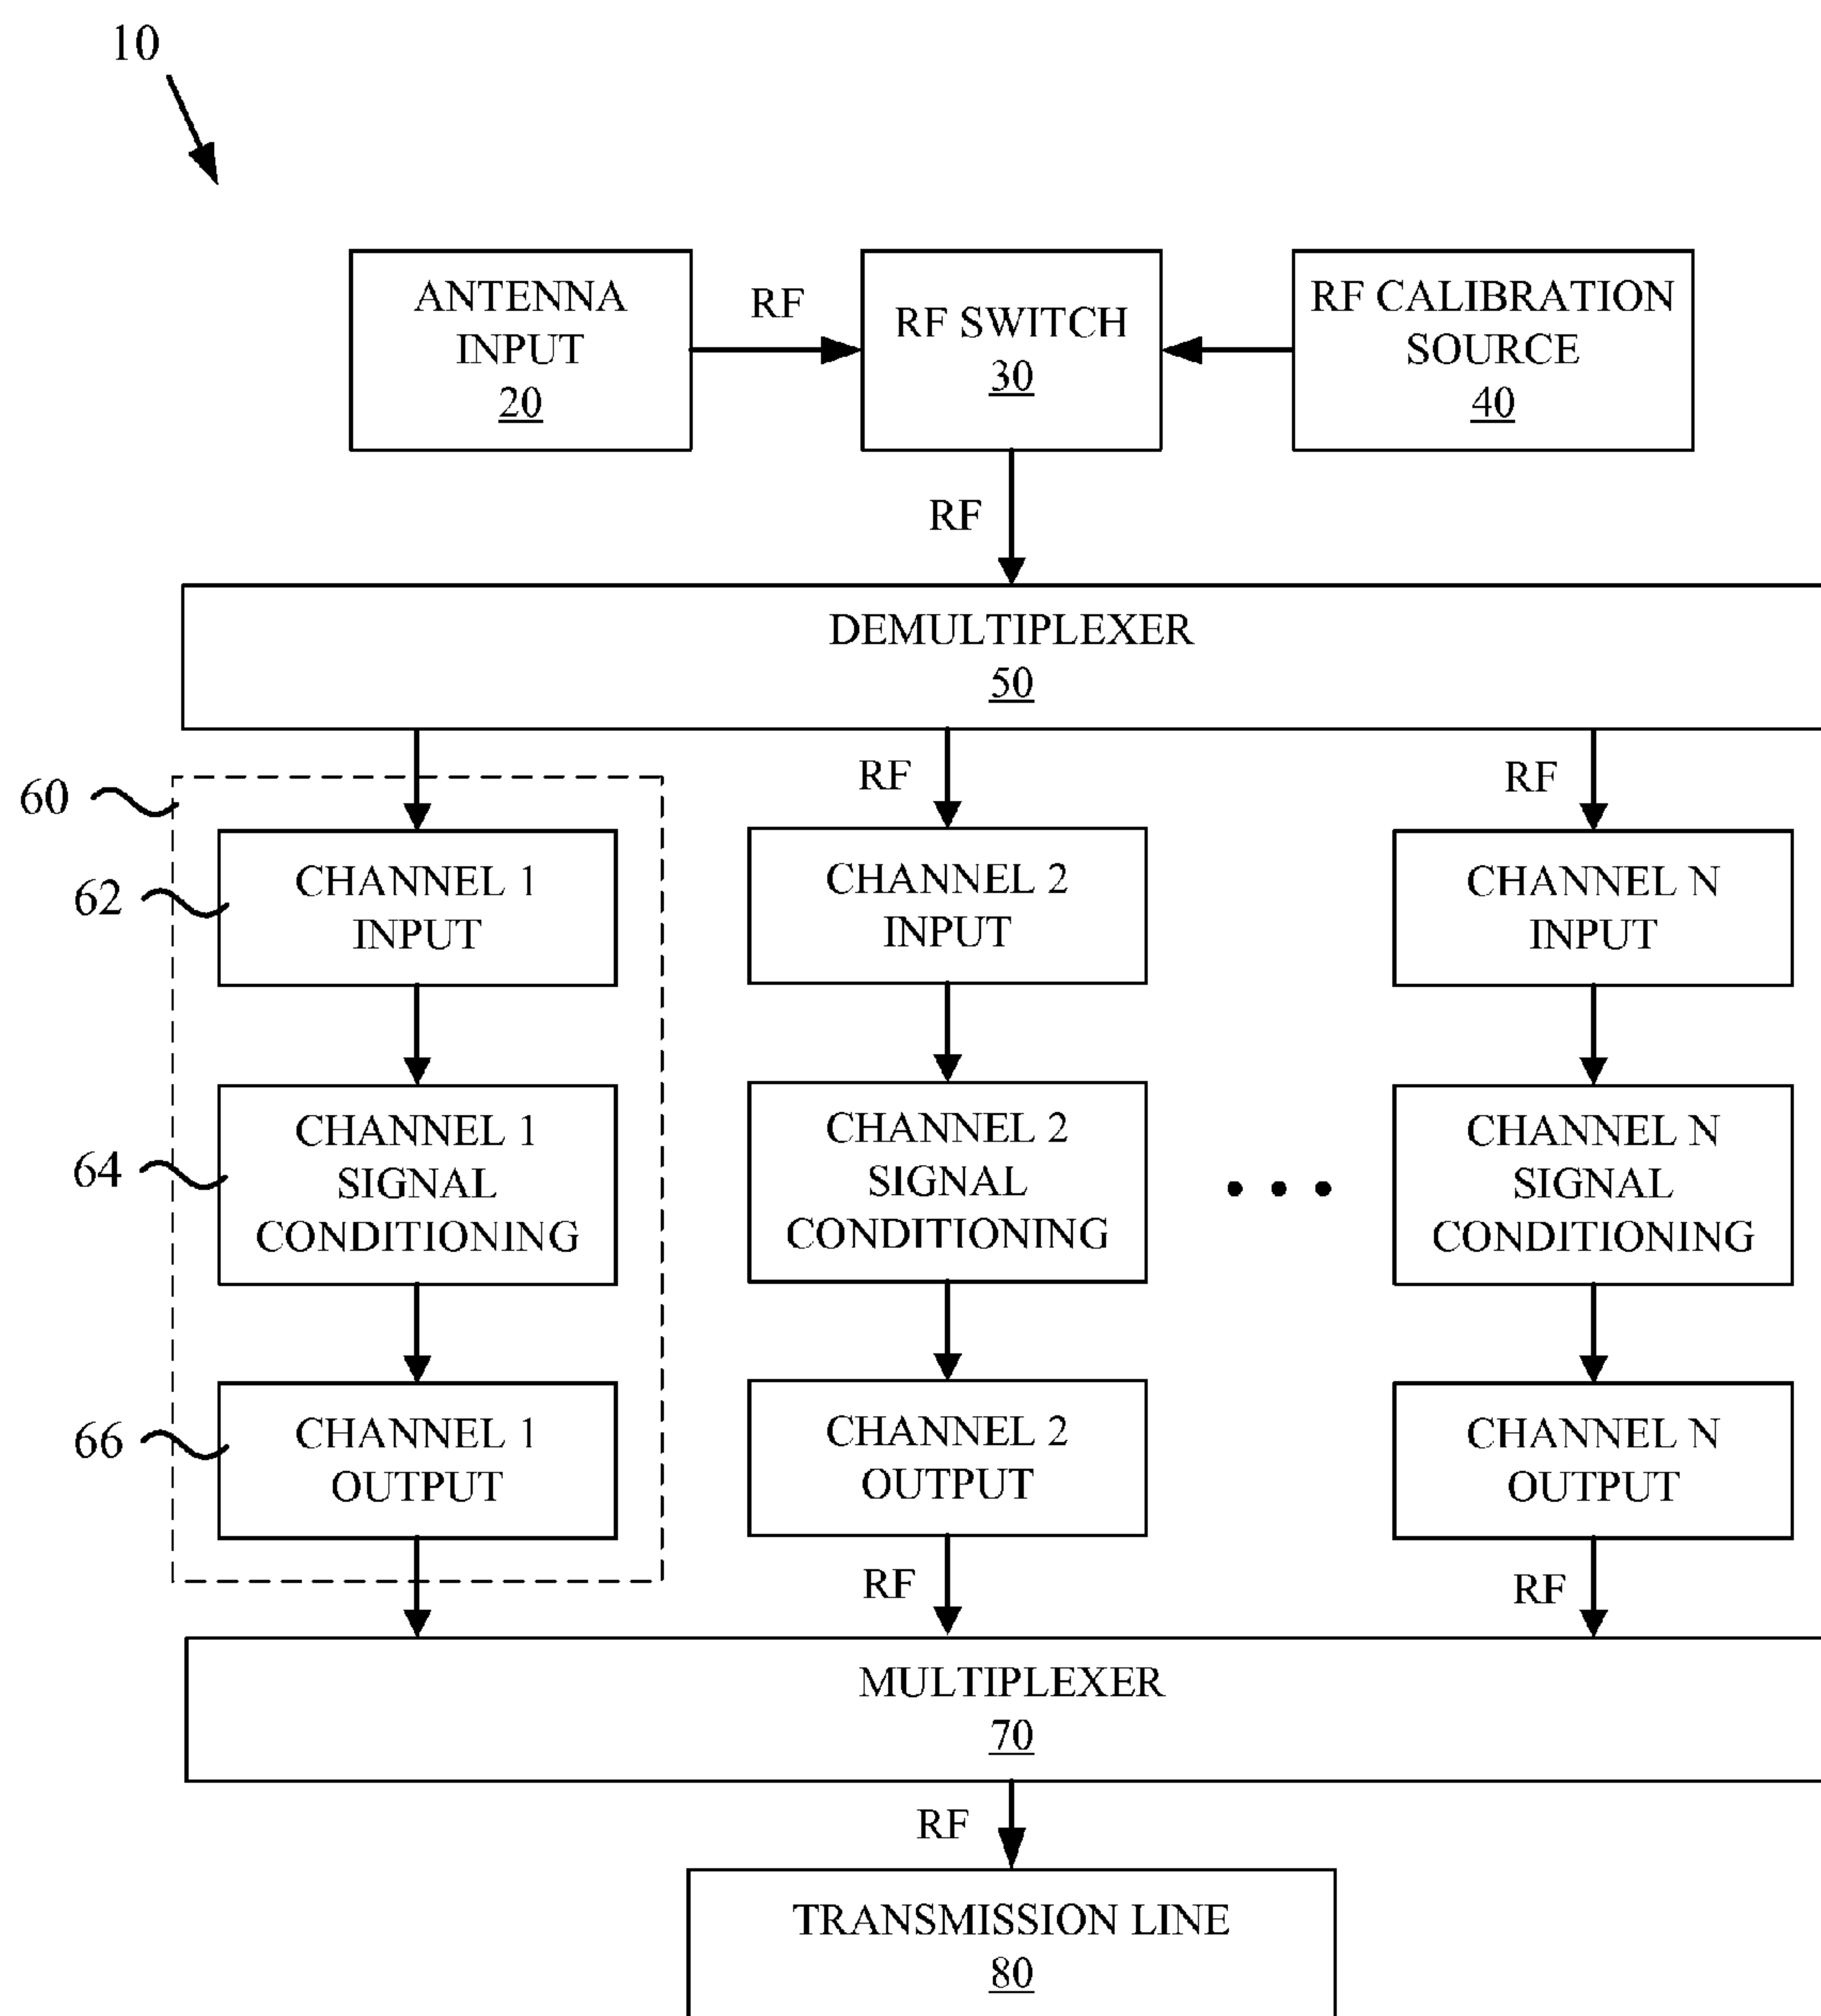 10
ANTENNA
INPUT
20
RF
RF SWITCH
30
RF CALIBRATION
SOURCE
40
RF
DEMULTIPLEXER
50
60
RF
RF
62
CHANNEL 1
INPUT
CHANNEL 2
INPUT
CHANNEL N
INPUT
64
CHANNEL 1
SIGNAL
CONDITIONING
CHANNEL 2
SIGNAL
CONDITIONING
• • •
CHANNEL N
SIGNAL
CONDITIONING
66
CHANNEL 1
OUTPUT
CHANNEL 2
OUTPUT
CHANNEL N
OUTPUT
RF
RF
MULTIPLEXER
70
RF
TRANSMISSION LINE
80